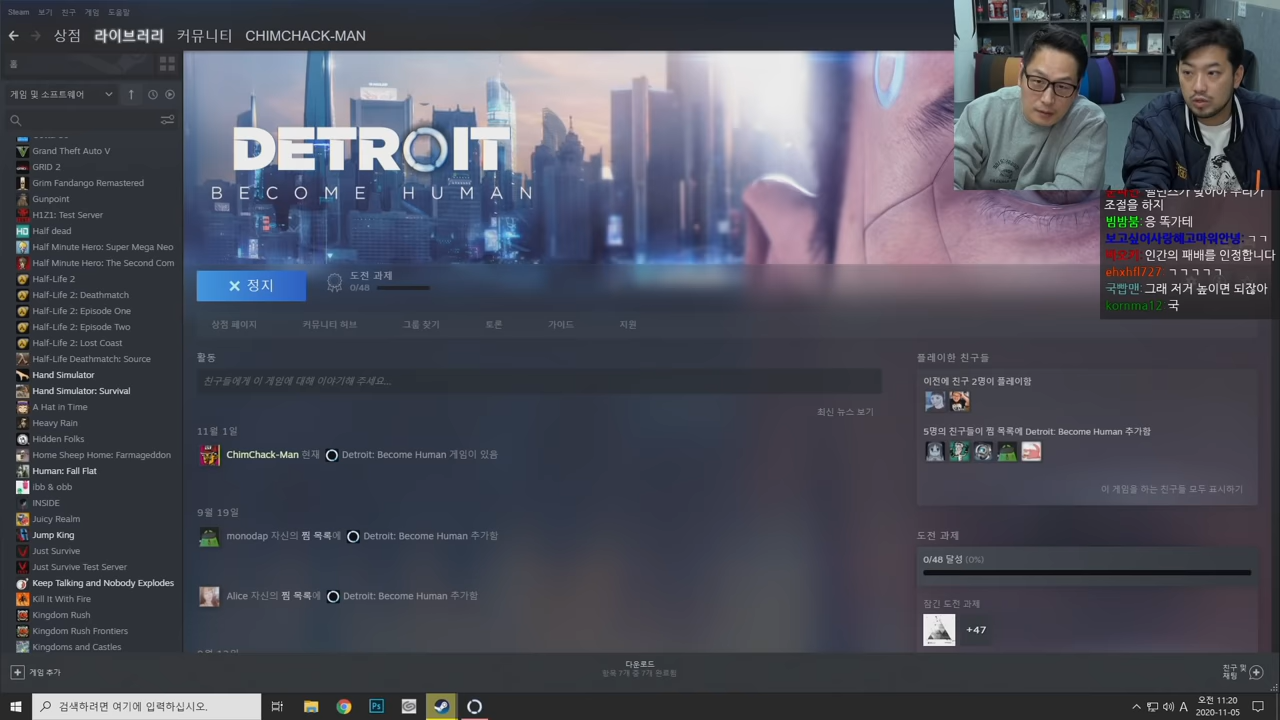 Steam 보기 친구 게임 도움말
상점 라이브러리 커뮤니티 CHIMCHACK-MAN
홈
게임 및 소프트웨어
Grand Theft Auto V
GRID 2
Grim Fandango Remastered
Gunpoint
H1Z1: Test Server
Half dead
Half Minute Hero: Super Mega Neo
Half Minute Hero: The Second Com
Half-Life 2
Half-Life 2: Deathmatch
Half-Life 2: Episode One
Half-Life 2: Episode Two
Half-Life 2: Lost Coast
Half-Life Deathmatch: Source
Hand Simulator
Hand Simulator: Survival
A Hat in Time
Heavy Rain
Hidden Folks
Home Sheep Home: Farmageddon
Human: Fall Flat
ibb & obb
INSIDE
Juicy Realm
Jump King
Just Survive
Just Survive Test Server
Keep Talking and Nobody Explodes
Kill It With Fire
Kingdom Rush
Kingdom Rush Frontiers
Kingdoms and Castles
게임 추가
DETROIT
BECOME HUMAN
정지
도전 과제
0/48
상점 페이지 커뮤니티 허브 그룹 찾기 토론 가이드 지원
활동
친구들에게 이 게임에 대해 이야기해 주세요...
최신 뉴스 보기
11월 1일
ChimChack-Man 현재 Detroit: Become Human 게임이 있음
9월 19일
monodap 자신의 찜 목록에 Detroit: Become Human 추가함
Alice 자신의 찜 목록에 Detroit: Become Human 추가함
플레이한 친구들
이전에 친구 2명이 플레이함
5명의 친구들이 찜 목록에 Detroit: Become Human 추가함
이 게임을 하는 친구들 모두 표시하기
도전 과제
0/48 달성 (0%)
잠긴 도전 과제
+47
조절을 하지
빔밤붐: 응 똑가테
보고싶어사랑해고마워안녕: ㄱㄱ
인간의 패배를 인정합니다
ehxhfl727: ㄱㄱㄱㄱㄱ
국빱맨: 그래 저거 높이면 되잖아
komma12: 국
다운로드
항목 7개 중 7개 완료됨
친구 및
채팅
검색하려면 여기에 입력하십시오.
Ps
A
오전 11:20
2020-11-05